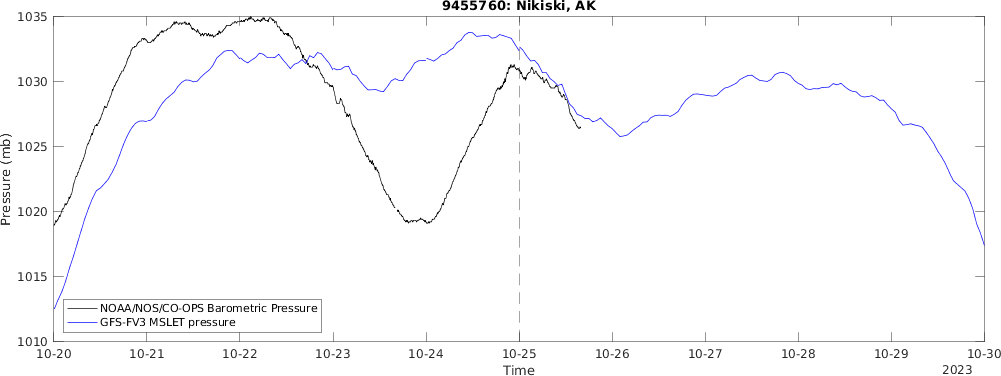 9455760: Nikiski, AK
Pressure (mb)
1035
1030
1025
1020
1015
1010
NOAA/NOS/CO-OPS Barometric Pressure
GFS-FV3 MSLET pressure
10-20 10-21 10-22 10-23 10-24 10-25 10-26 10-27 10-28 10-29 10-30
Time
2023